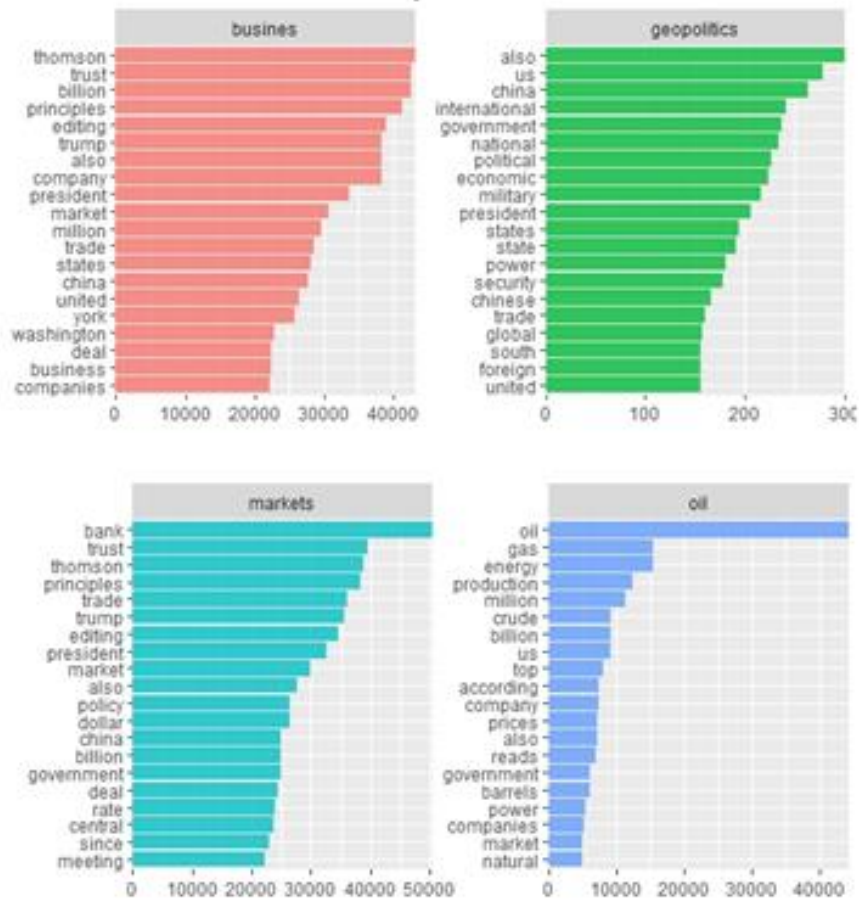 busines
thomson
trust
billion
principles
editing
trump
also
company
president
market
million
trade
states
china
united
york
washington
deal
business
companies
0 10000 20000 30000 40000
geopolitics
also
us
china
international
government
national
political
economic
military
president
states
state
power
security
chinese
trade
global
south
foreign
united
0 100 200 300
markets
bank
trust
thomson
principles
trade
trump
editing
president
market
also
policy
dollar
china
billion
government
deal
rate
central
since
meeting
0 10000 20000 30000 40000 50000
oil
oil
gas
energy
production
million
crude
billion
us
top
according
company
prices
also
reads
government
barrels
power
companies
market
natural
0 10000 20000 30000 40000